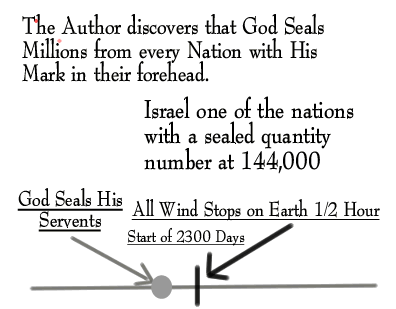 The Author discovers that God Seals
Millions from every Nation with His
Mark in their forehead.
Israel one of the nations
with a sealed quantity
number at 144,000
God Seals His
Servents
All Wind Stops on Earth 1/2 Hour
Start of 2300 Days